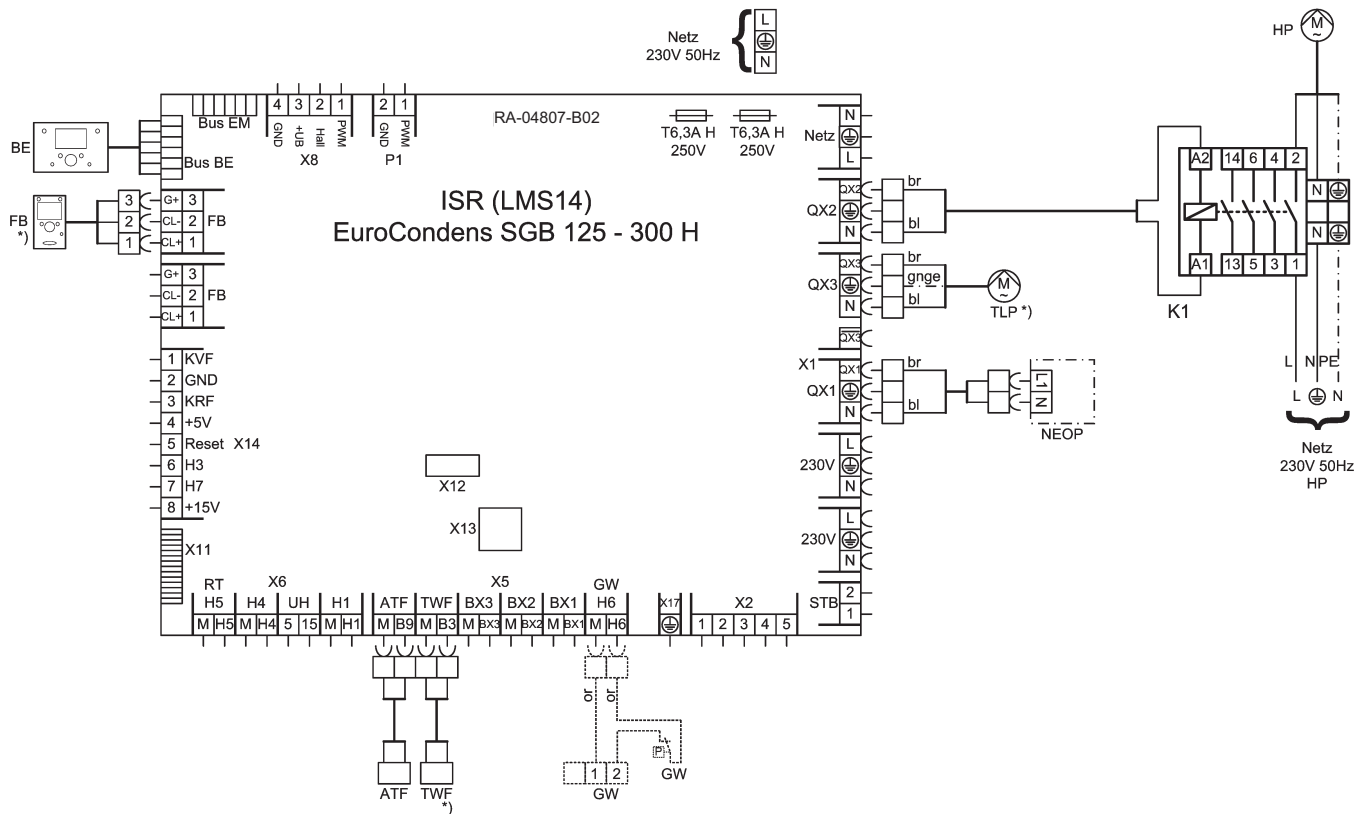 Netz
230V 50Hz
L
N
HP
M
~
BE
Bus EM
Bus BE
4 3 2 1
GND +UB Hall PWM
X8
2 1
GND PWM
P1
RA-04807-B02
T6,3A H
250V
T6,3A H
250V
Netz
N
L
ISR (LMS14)
EuroCondens SGB 125 - 300 H
FB
*)
3
2
1
G+ 3
CL- 2 FB
CL+ 1
G+ 3
CL- 2 FB
CL+ 1
QX2
QX2
N
br
bl
QX3
QX3
N
br
gnge
bl
M
~
TLP *)
QX3
X1
QX1
QX1
N
br
bl
L1
N
NEOP
A2 14 6 4 2
N
N
A1 13 5 3 1
K1
L N PE
L N
Netz
230V 50Hz
HP
1 KVF
2 GND
3 KRF
4 +5V
5 Reset X14
6 H3
7 H7
8 +15V
X11
X12
X13
230V
L
N
230V
L
N
STB
2
1
RT X6 X5 GW
H5 H4 UH H1 ATF TWF BX3 BX2 BX1 H6 X17 X2
M H5 M H4 5 15 M H1 M B9 M B3 M BX3 M BX2 M BX1 M H6 1 2 3 4 5
or or
P
1 2
GW
GW
ATF
TWF
*)